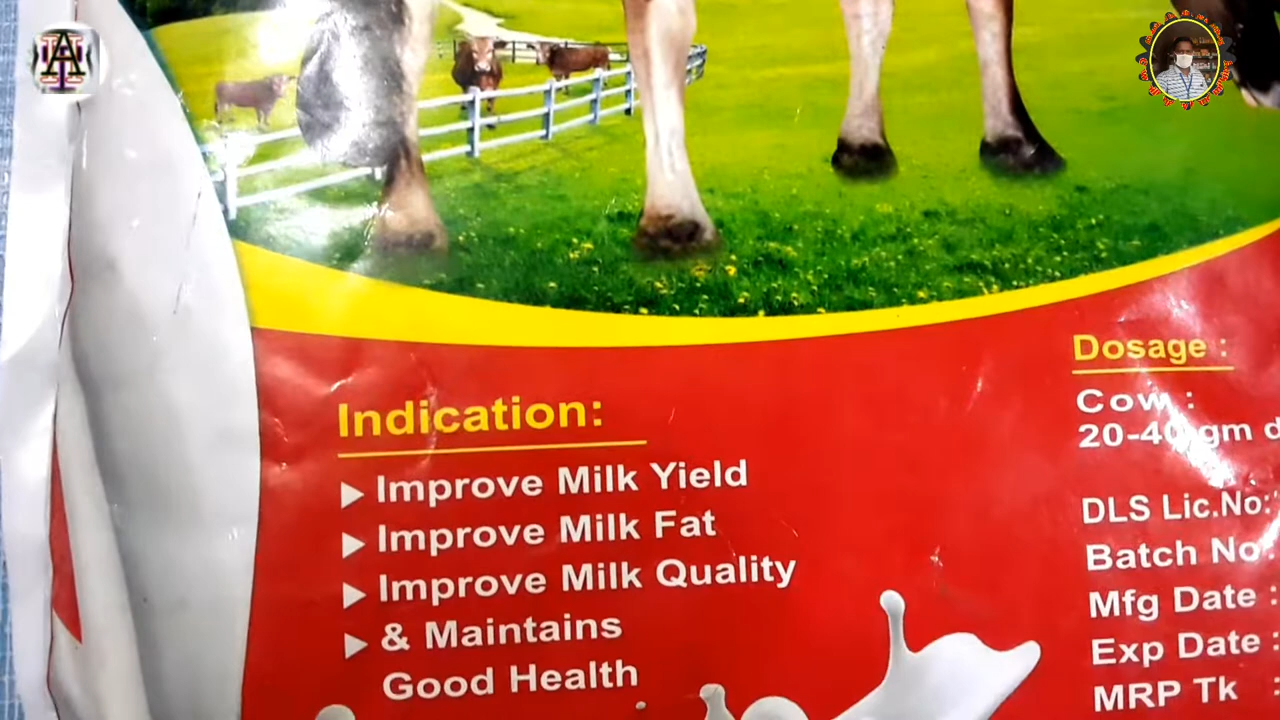 Indication:
Improve Milk Yield
Improve Milk Fat
Improve Milk Quality
& Maintains
Good Health
Dosage :
Cow :
20-40 gm
DLS Lic.No:
Batch No
Mfg Date :
Exp Date :
MRP Tk :